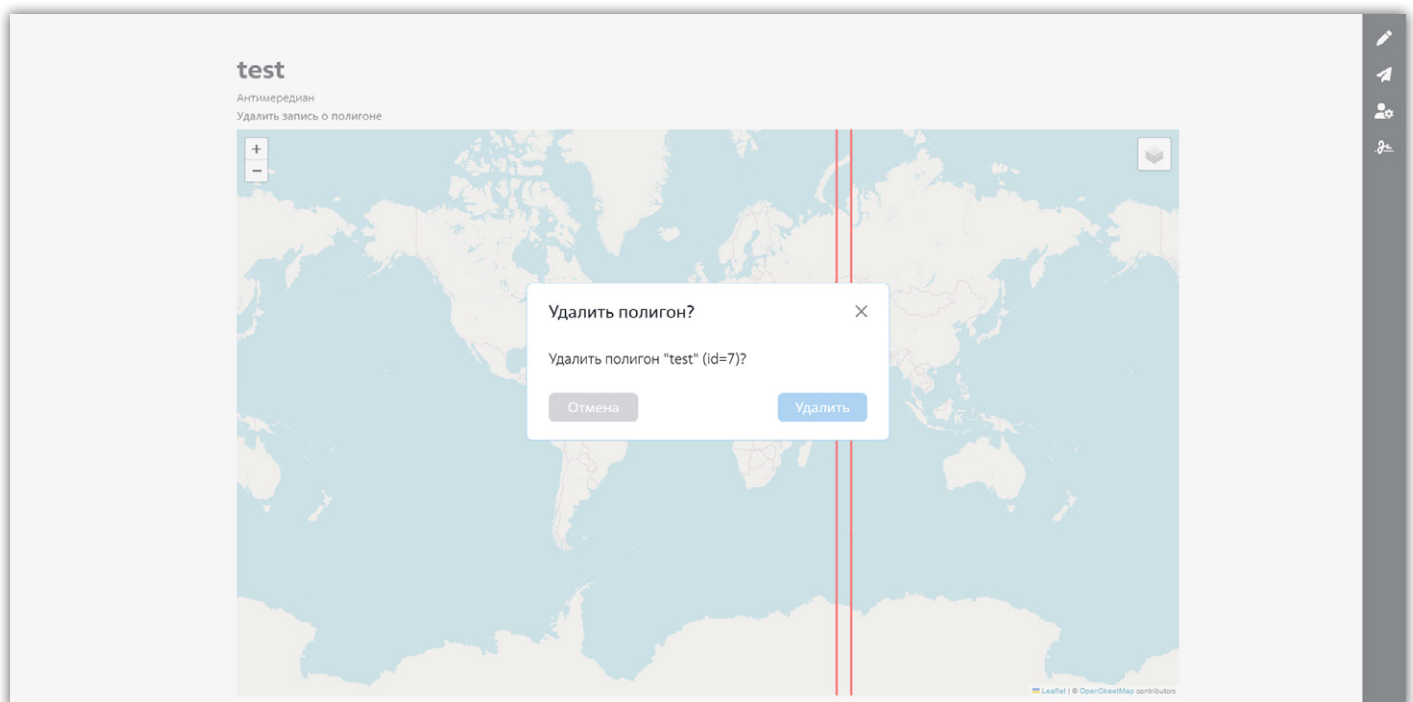 test
Антимередиан
Удалить запись о полигоне
+
−
Удалить полигон?
Удалить полигон "test" (id=7)?
Отмена
Удалить
Leaflet | © OpenStreetMap contributors